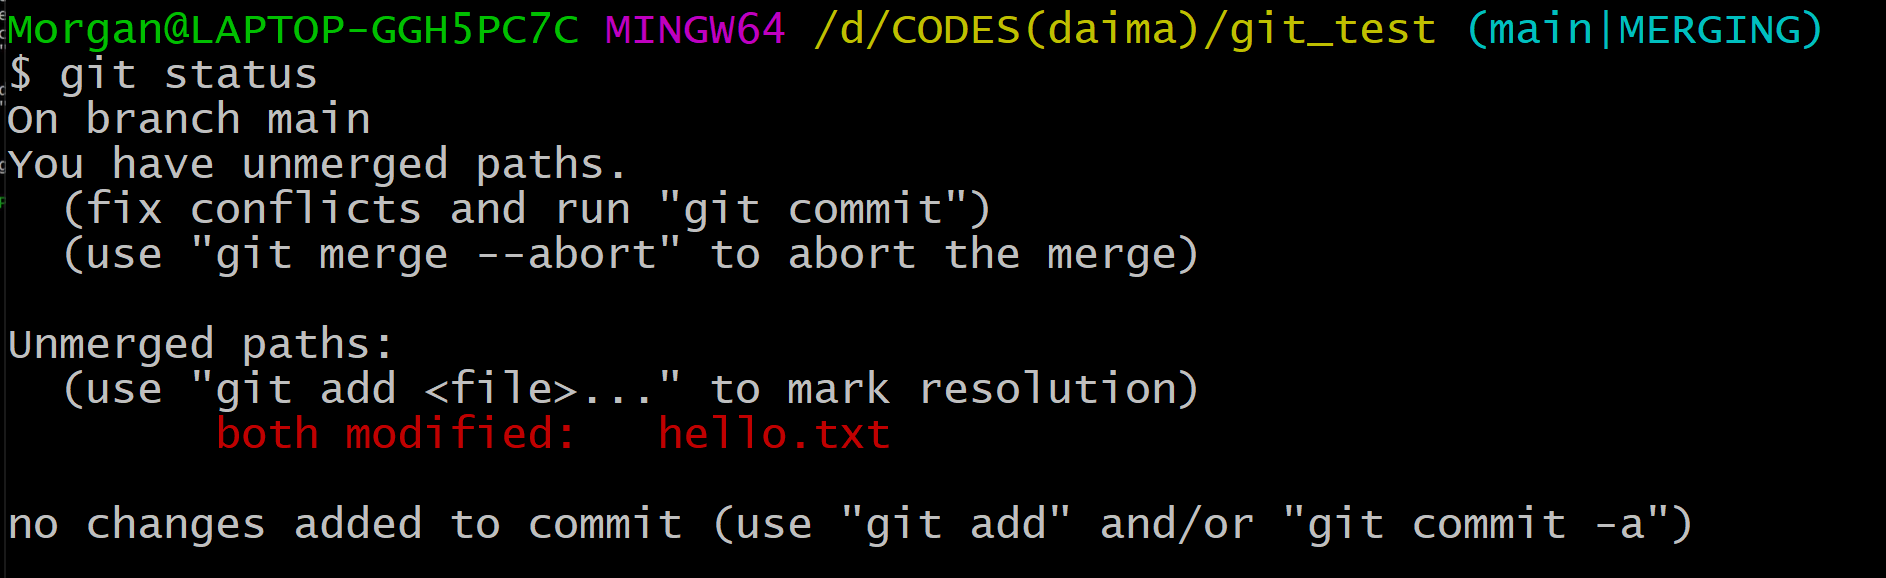 Morgan@LAPTOP-GGH5PC7C MINGW64 /d/CODES(daima)/git_test (main|MERGING)
$ git status
On branch main
You have unmerged paths.
  (fix conflicts and run "git commit")
  (use "git merge --abort" to abort the merge)

Unmerged paths:
  (use "git add <file>..." to mark resolution)
        both modified:   hello.txt

no changes added to commit (use "git add" and/or "git commit -a")